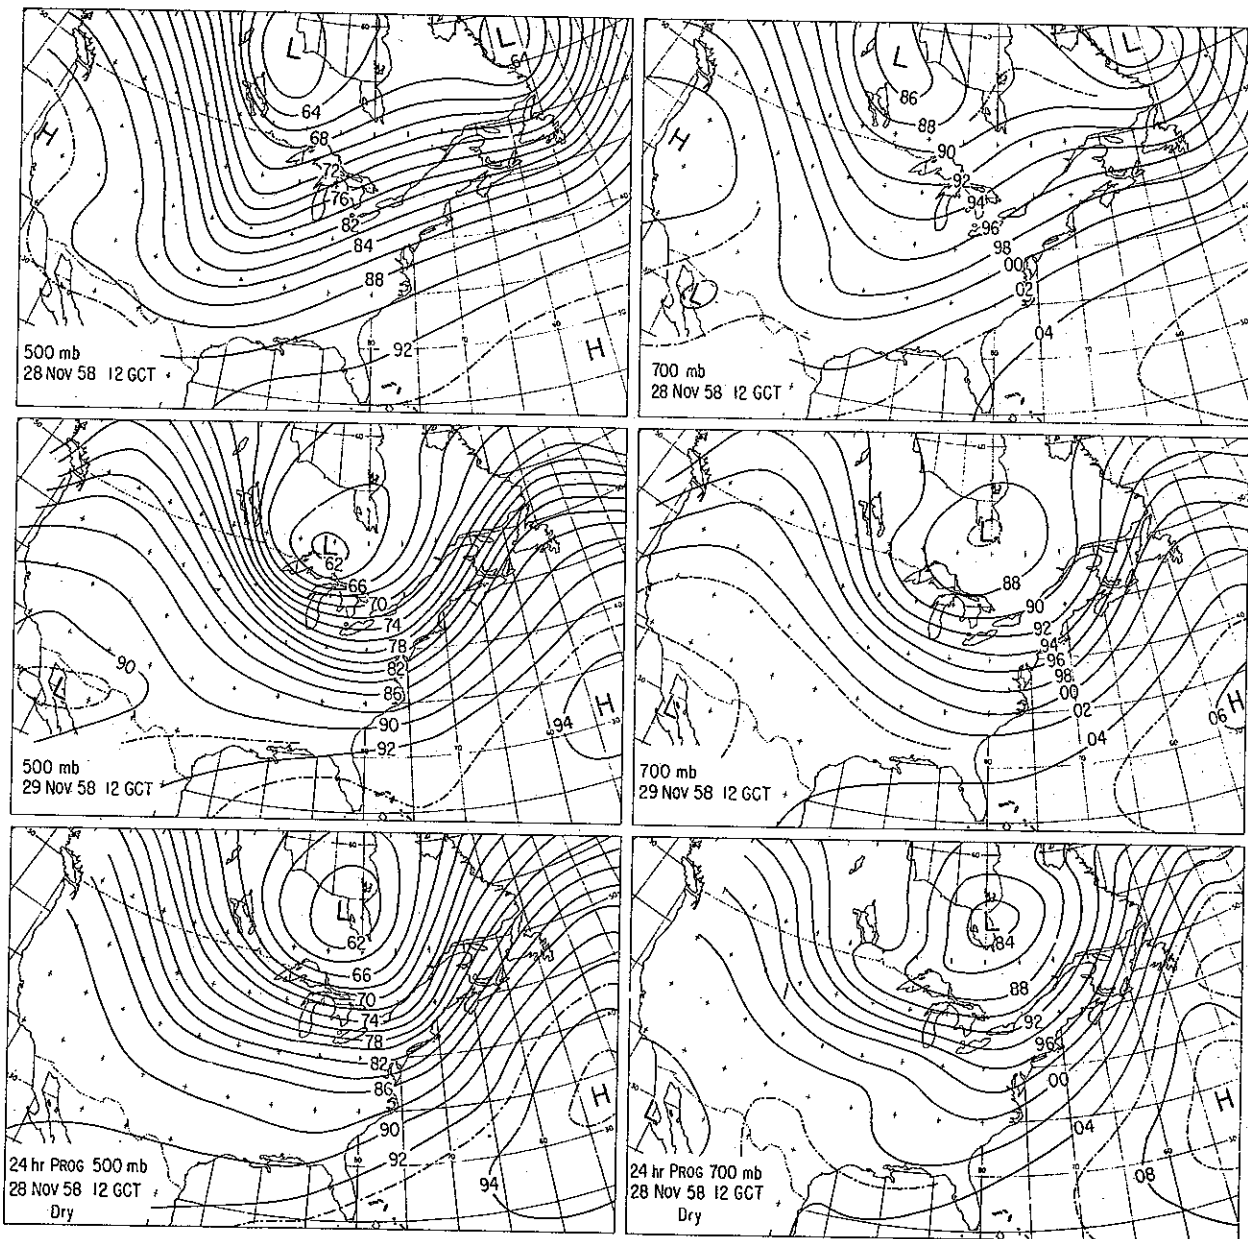 L
L
64
64
H
68
72
76
82
84
88
92
H
500 mb
28 Nov 58 12 GCT
L
L
86
88
H
90
92
94
96
98
00
02
L
04
700 mb
28 Nov 58 12 GCT
L
62
66
70
74
78
82
86
90
90
92
L
94
H
500 mb
29 Nov 58 12 GCT
L
88
90
92
94
96
98
00
02
04
L
06
H
700 mb
29 Nov 58 12 GCT
L
62
66
70
74
78
82
86
90
92
94
H
24 hr PROG 500 mb
28 Nov 58 12 GCT
Dry
L
84
88
92
96
00
04
08
L
H
24 hr PROG 700 mb
28 Nov 58 12 GCT
Dry